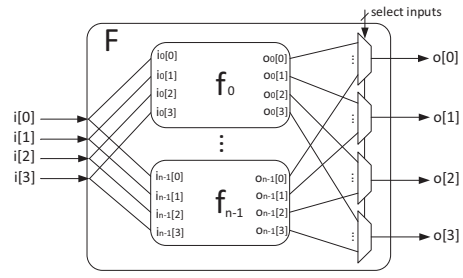 select inputs
F
i[0]
i[1]
i[2]
i[3]
i0[0]
i0[1]
i0[2]
i0[3]
f0
o0[0]
o0[1]
o0[2]
o0[3]
...
in-1[0]
in-1[1]
in-1[2]
in-1[3]
fn-1
on-1[0]
on-1[1]
on-1[2]
on-1[3]
...
...
...
...
o[0]
o[1]
o[2]
o[3]